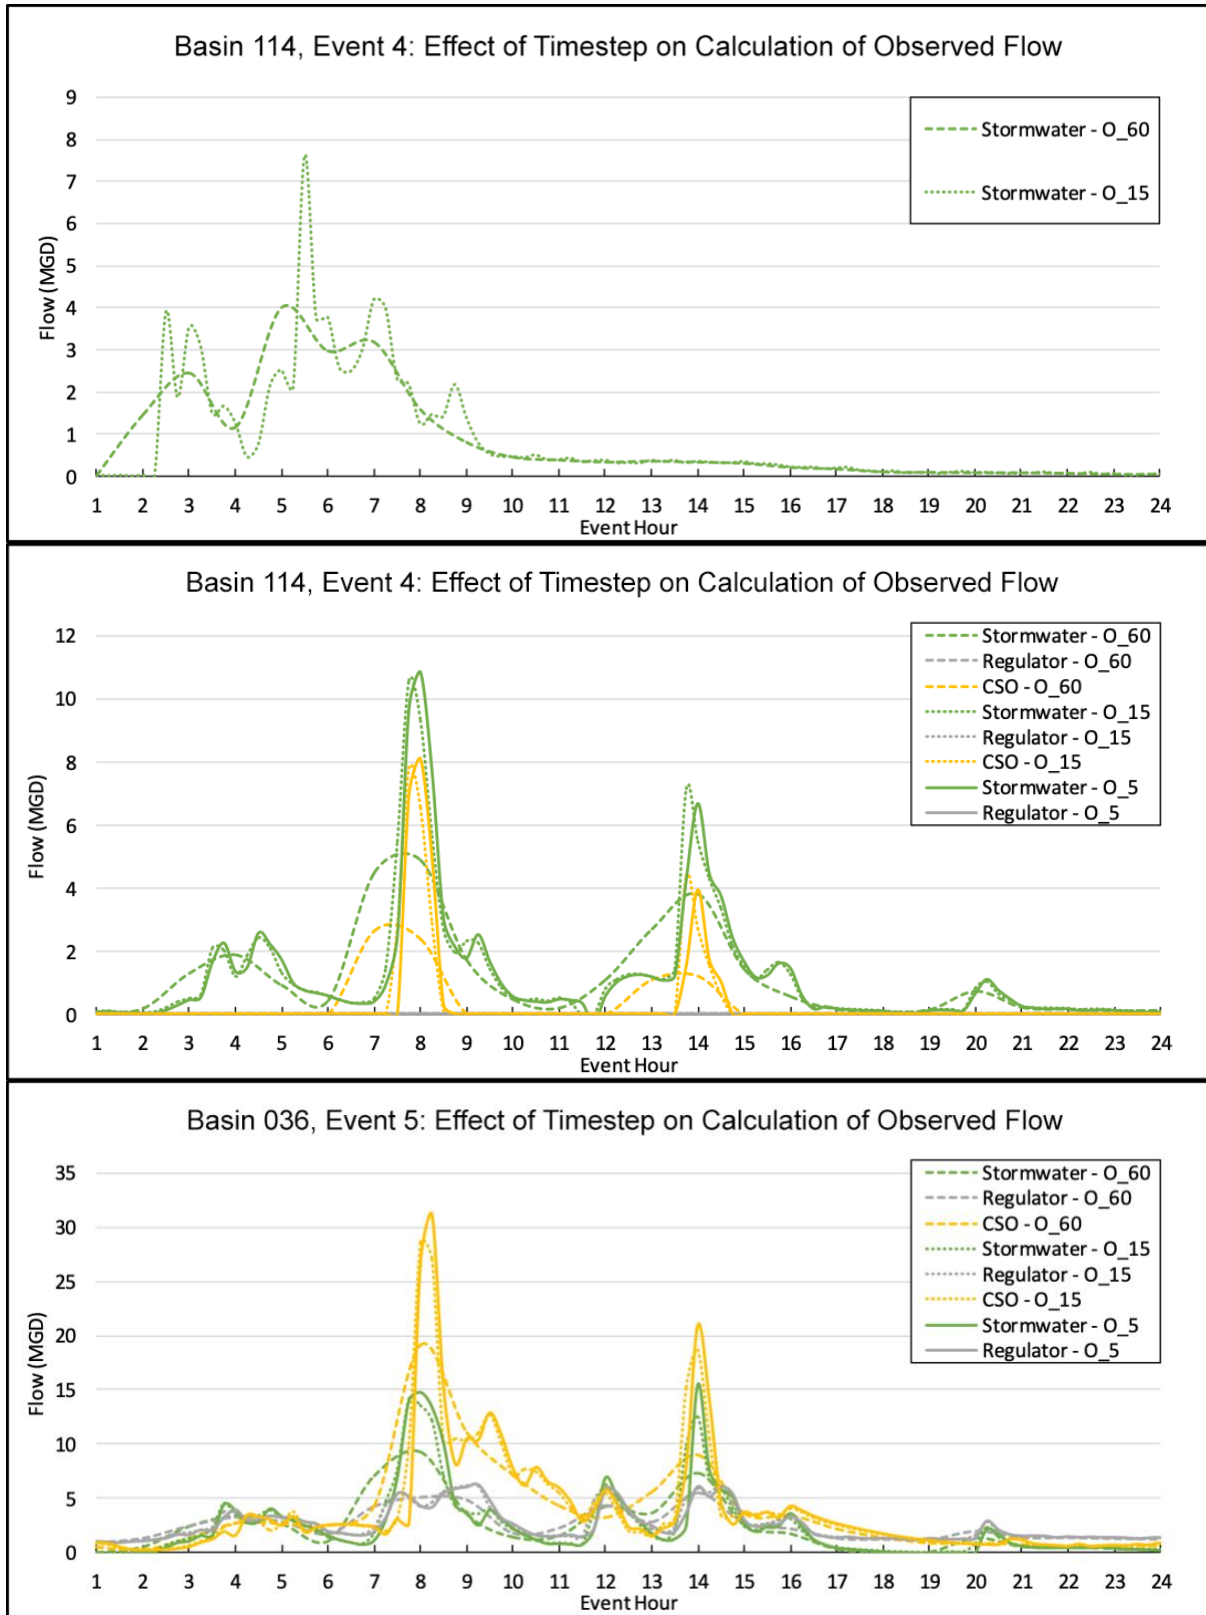 Basin 114, Event 4: Effect of Timestep on Calculation of Observed Flow
9
8
7
6
5
4
3
2
1
0
Flow (MGD)
Stormwater - O_60
Stormwater - O_15
1 2 3 4 5 6 7 8 9 10 11 12 13 14 15 16 17 18 19 20 21 22 23 24
Event Hour
Basin 114, Event 4: Effect of Timestep on Calculation of Observed Flow
12
10
8
6
4
2
0
Flow (MGD)
Stormwater - O_60
Regulator - O_60
CSO - O_60
Stormwater - O_15
Regulator - O_15
CSO - O_15
Stormwater - O_5
Regulator - O_5
1 2 3 4 5 6 7 8 9 10 11 12 13 14 15 16 17 18 19 20 21 22 23 24
Event Hour
Basin 036, Event 5: Effect of Timestep on Calculation of Observed Flow
35
30
25
20
15
10
5
0
Flow (MGD)
Stormwater - O_60
Regulator - O_60
CSO - O_60
Stormwater - O_15
Regulator - O_15
CSO - O_15
Stormwater - O_5
Regulator - O_5
1 2 3 4 5 6 7 8 9 10 11 12 13 14 15 16 17 18 19 20 21 22 23 24
Event Hour